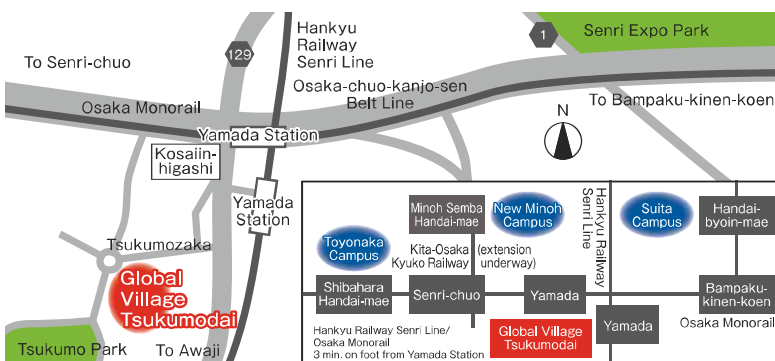 Hankyu
Railway
Senri Line
1
Senri Expo Park
129
To Senri-chuo
Osaka-chuo-kanjo-sen
Belt Line
Osaka Monorail
To Bampaku-kinen-koen
N
Yamada Station
Kosaiin-
higashi
Yamada
Station
Tsukumozaka
Global
Village
Tsukumodai
Tsukumo Park
To Awaji
Minoh Semba
Handai-mae
New Minoh
Campus
Hankyu Railway
Senri Line
Suita
Campus
Handai-
byoin-mae
Toyonaka
Campus
Kita-Osaka
Kyuko Railway
(extension
underway)
Shibahara
Handai-mae
Senri-chuo
Yamada
Bampaku-
kinen-koen
Osaka Monorail
Yamada
Global Village
Tsukumodai
Hankyu Railway Senri Line/
Osaka Monorail
3 min. on foot from Yamada Station